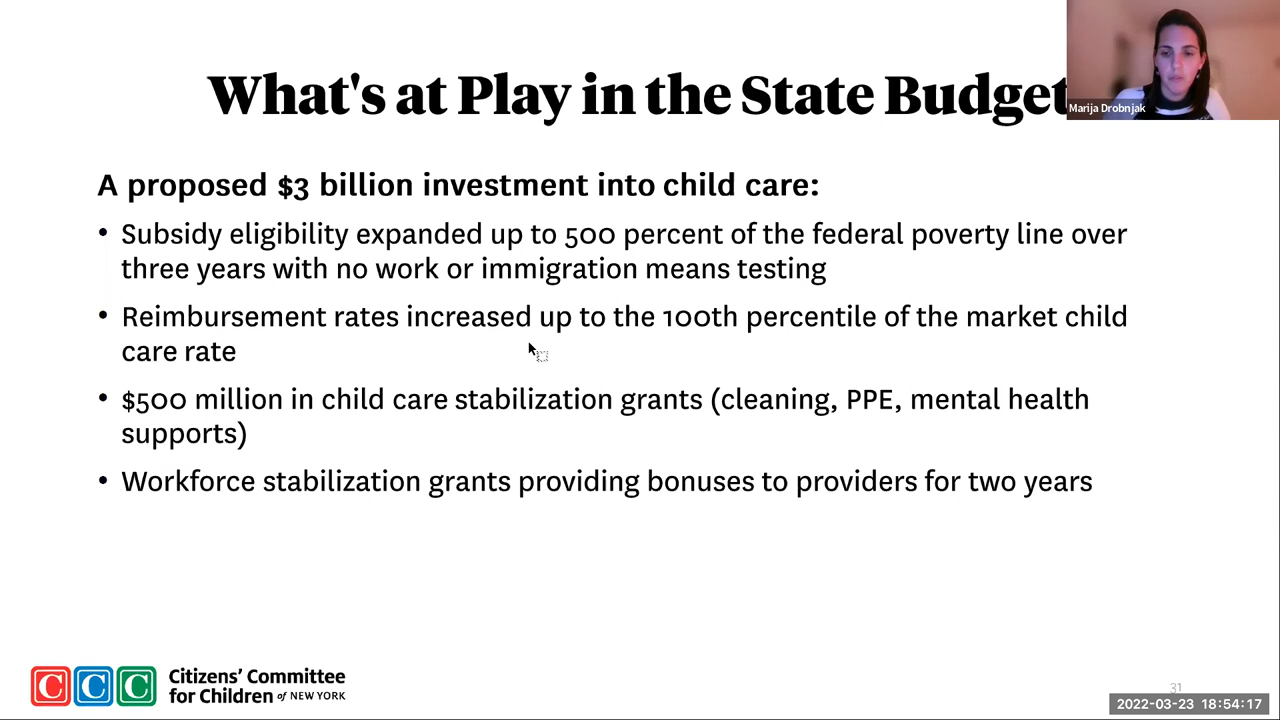 What's at Play in the State Budget
Marija Drobnjak
A proposed $3 billion investment into child care:
• Subsidy eligibility expanded up to 500 percent of the federal poverty line over
three years with no work or immigration means testing
• Reimbursement rates increased up to the 100th percentile of the market child
care rate
• $500 million in child care stabilization grants (cleaning, PPE, mental health
supports)
• Workforce stabilization grants providing bonuses to providers for two years
C C C
Citizens’ Committee
for Children of NEW YORK
31
2022-03-23 18:54:17